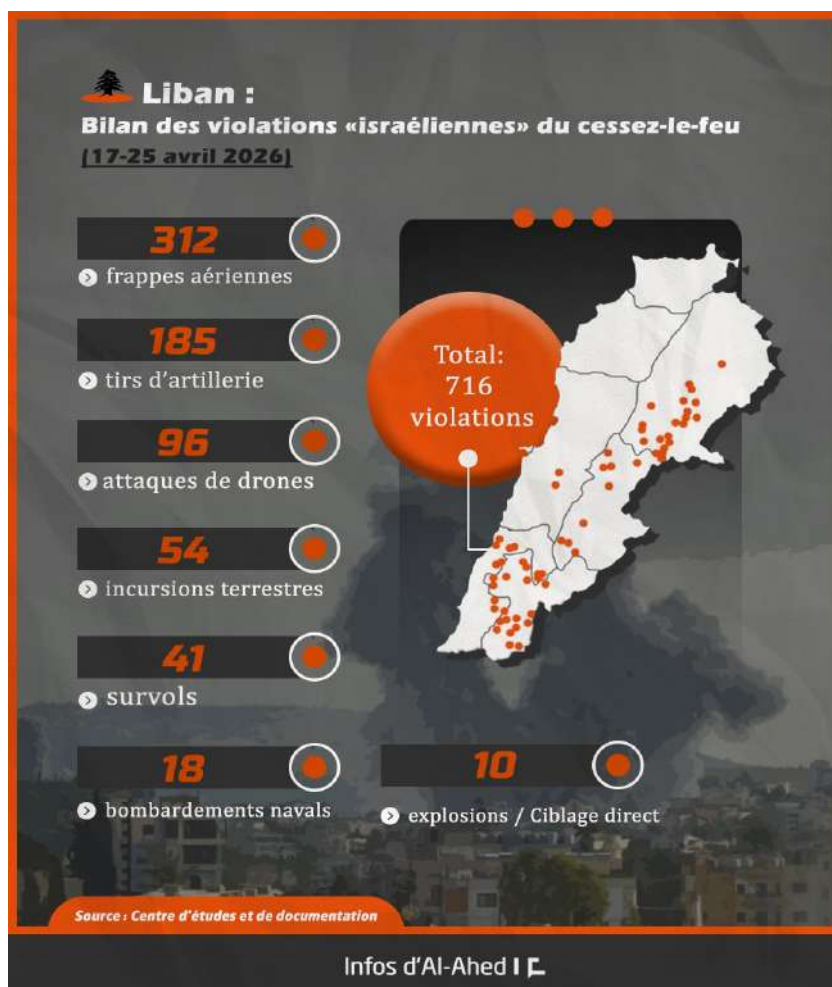 Liban :
Bilan des violations «israéliennes» du cessez-le-feu
(17-25 avril 2026)
312
frappes aériennes
185
tirs d'artillerie
96
attaques de drones
54
incursions terrestres
41
survols
18
bombardements navals
10
explosions / Ciblage direct
Total:
716
violations
Source : Centre d'études et de documentation
Infos d'Al-Ahed